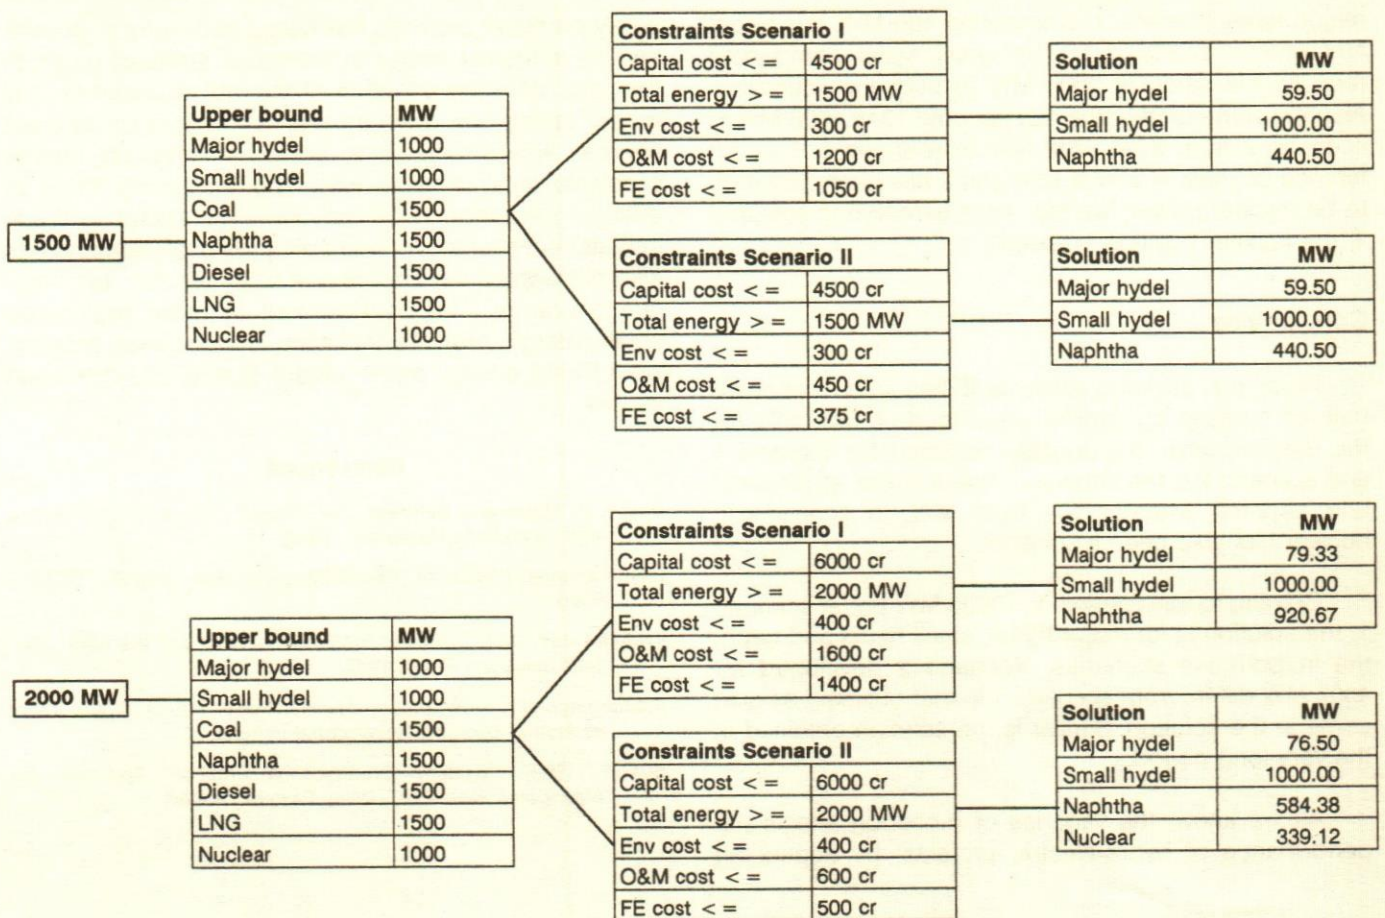 1500 MW
Upper bound MW
Major hydel 1000
Small hydel 1000
Coal 1500
Naphtha 1500
Diesel 1500
LNG 1500
Nuclear 1000
Constraints Scenario I
Capital cost < = 4500 cr
Total energy > = 1500 MW
Env cost < = 300 cr
O&M cost < = 1200 cr
FE cost < = 1050 cr
Solution MW
Major hydel 59.50
Small hydel 1000.00
Naphtha 440.50
Constraints Scenario II
Capital cost < = 4500 cr
Total energy > = 1500 MW
Env cost < = 300 cr
O&M cost < = 450 cr
FE cost < = 375 cr
Solution MW
Major hydel 59.50
Small hydel 1000.00
Naphtha 440.50
2000 MW
Upper bound MW
Major hydel 1000
Small hydel 1000
Coal 1500
Naphtha 1500
Diesel 1500
LNG 1500
Nuclear 1000
Constraints Scenario I
Capital cost < = 6000 cr
Total energy > = 2000 MW
Env cost < = 400 cr
O&M cost < = 1600 cr
FE cost < = 1400 cr
Solution MW
Major hydel 79.33
Small hydel 1000.00
Naphtha 920.67
Constraints Scenario II
Capital cost < = 6000 cr
Total energy > = 2000 MW
Env cost < = 400 cr
O&M cost < = 600 cr
FE cost < = 500 cr
Solution MW
Major hydel 76.50
Small hydel 1000.00
Naphtha 584.38
Nuclear 339.12